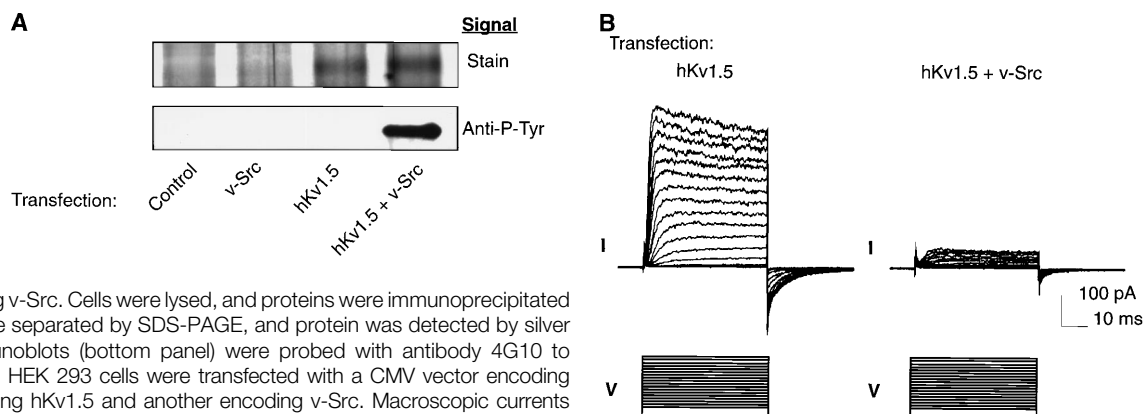 A
Signal
Stain
Anti-P-Tyr
Transfection:
Control
v-Src
hKv1.5
hKv1.5 + v-Src
B
Transfection:
hKv1.5
hKv1.5 + v-Src
I
I
100 pA
10 ms
V
V
g v-Src. Cells were lysed, and proteins were immunoprecipitated
e separated by SDS-PAGE, and protein was detected by silver
unoblots (bottom panel) were probed with antibody 4G10 to
HEK 293 cells were transfected with a CMV vector encoding
ng hKv1.5 and another encoding v-Src. Macroscopic currents